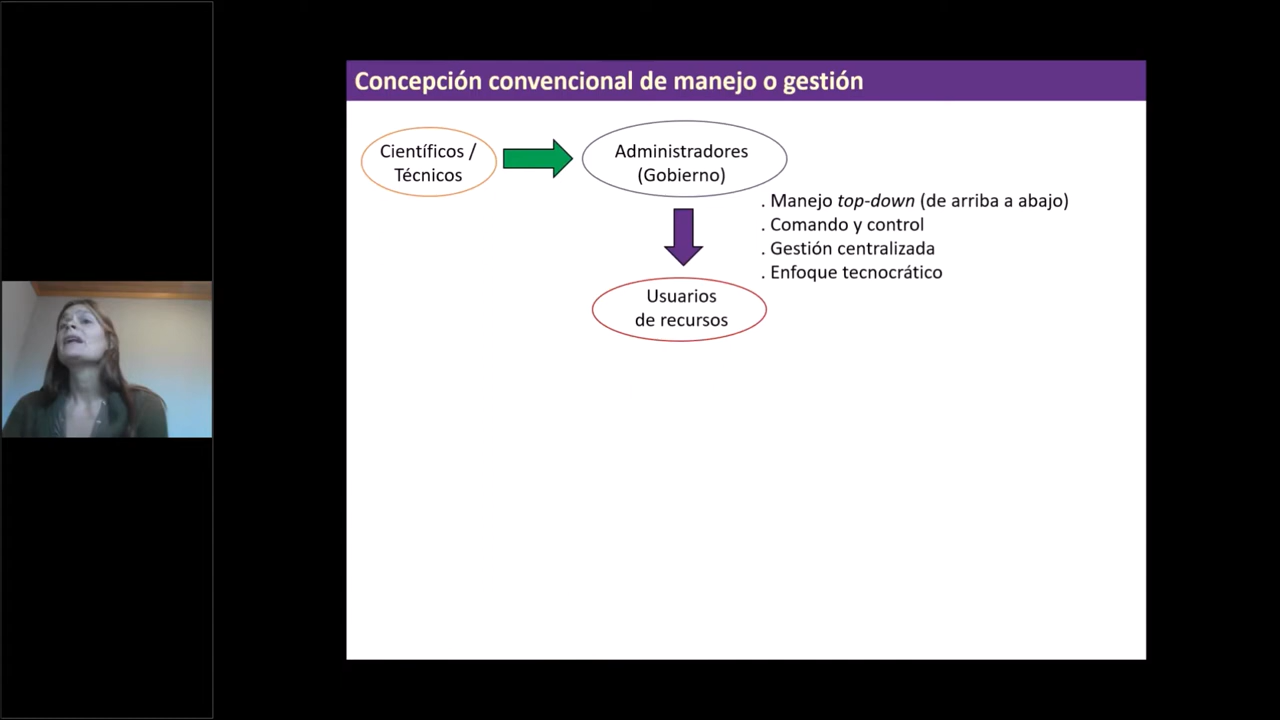 Concepción convencional de manejo o gestión
Científicos /
Técnicos
Administradores
(Gobierno)
. Manejo top-down (de arriba a abajo)
. Comando y control
. Gestión centralizada
. Enfoque tecnocrático
Usuarios
de recursos